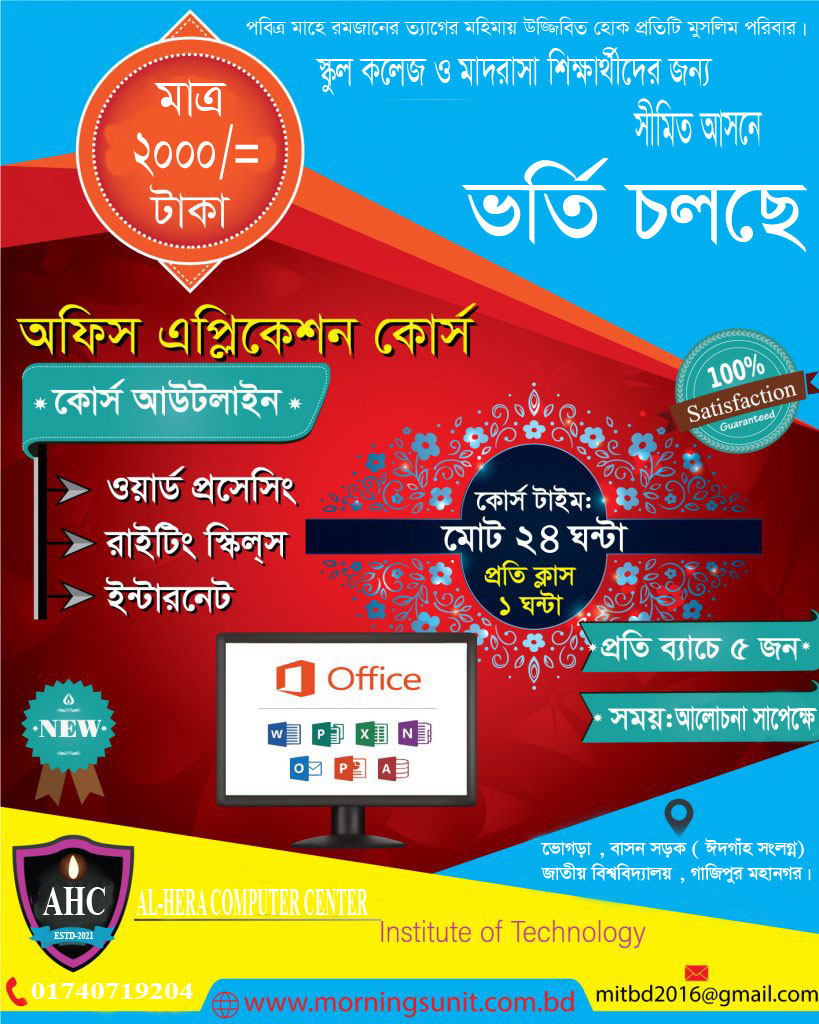 পবিত্র মাহে রমজানের ত্যাগের মহিমায় উজ্জিবিত হোক প্রতিটি মুসলিম পরিবার।
স্কুল কলেজ ও মাদরাসা শিক্ষার্থীদের জন্য
সীমিত আসনে
ভর্তি চলছে
মাত্র
২০০০/=
টাকা
অফিস এপ্লিকেশন কোর্স
* কোর্স আউটলাইন *
ওয়ার্ড প্রসেসিং
রাইটিং স্কিল্‌স
ইন্টারনেট
100%
Satisfaction
Guaranteed
কোর্স টাইম:
মোট ২৪ ঘন্টা
প্রতি ক্লাস
১ ঘন্টা
*প্রতি ব্যাচে ৫ জন*
* সময়:আলোচনা সাপেক্ষে
Office
W P X N
O P A
NEW
ভোগড়া , বাসন সড়ক ( ঈদগাঁহ সংলগ্ন)
জাতীয় বিশ্ববিদ্যালয় , গাজিপুর মহানগর।
AHC
ESTD-2021
AL-HERA COMPUTER CENTER
Institute of Technology
01740719204
www.morningsunit.com.bd
mitbd2016@gmail.com